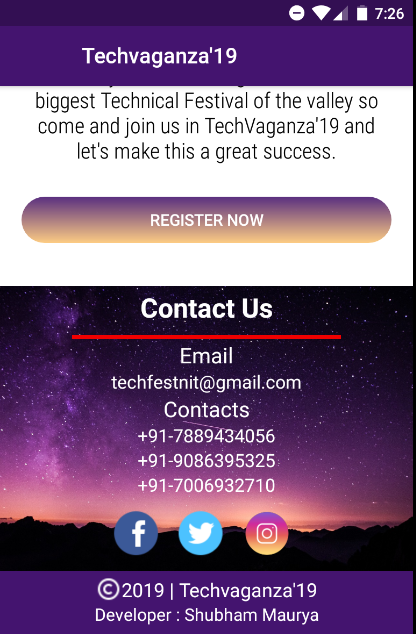 7:26
Techvaganza'19
biggest Technical Festival of the valley so
come and join us in TechVaganza'19 and
let's make this a great success.
REGISTER NOW
Contact Us
Email
techfestnit@gmail.com
Contacts
+91-7889434056
+91-9086395325
+91-7006932710
©2019 | Techvaganza'19
Developer : Shubham Maurya